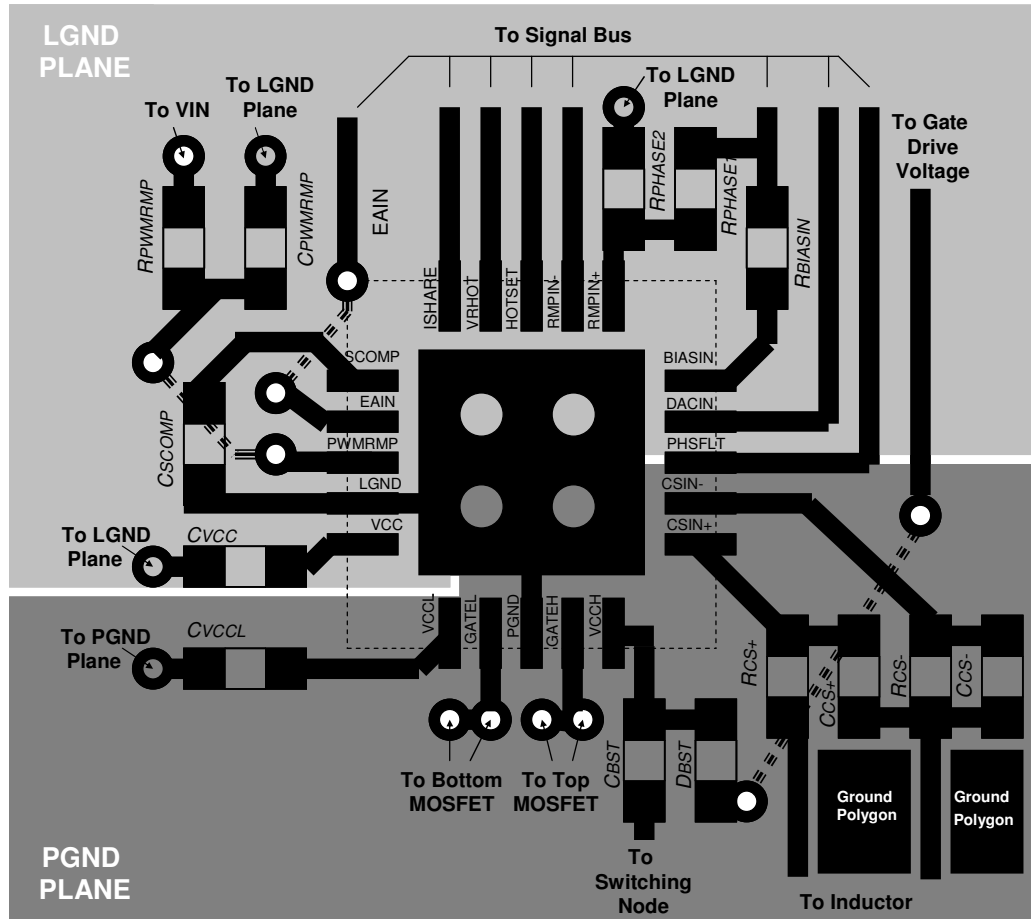 LGND
PLANE
To Signal Bus
To LGND
Plane
To VIN
To LGND
Plane
To Gate
Drive
Voltage
RPWMRMP
CPWMRMP
EAIN
RPHASE2
RPHASE1
RBIASIN
ISHARE
VRHOT
HOTSET
RMPIN-
RMPIN+
SCOMP
EAIN
PWMRMP
LGND
VCC
BIASIN
DACIN
PHSFLT
CSIN-
CSIN+
CSCOMP
To LGND
Plane
CVCC
VCCL
GATEL
PGND
GATEH
VCCH
To PGND
Plane
CVCCL
RCS+
CCS+
RCS-
CCS-
CBST
DBST
To Bottom
MOSFET
To Top
MOSFET
Ground
Polygon
Ground
Polygon
To
Switching
Node
To Inductor
PGND
PLANE